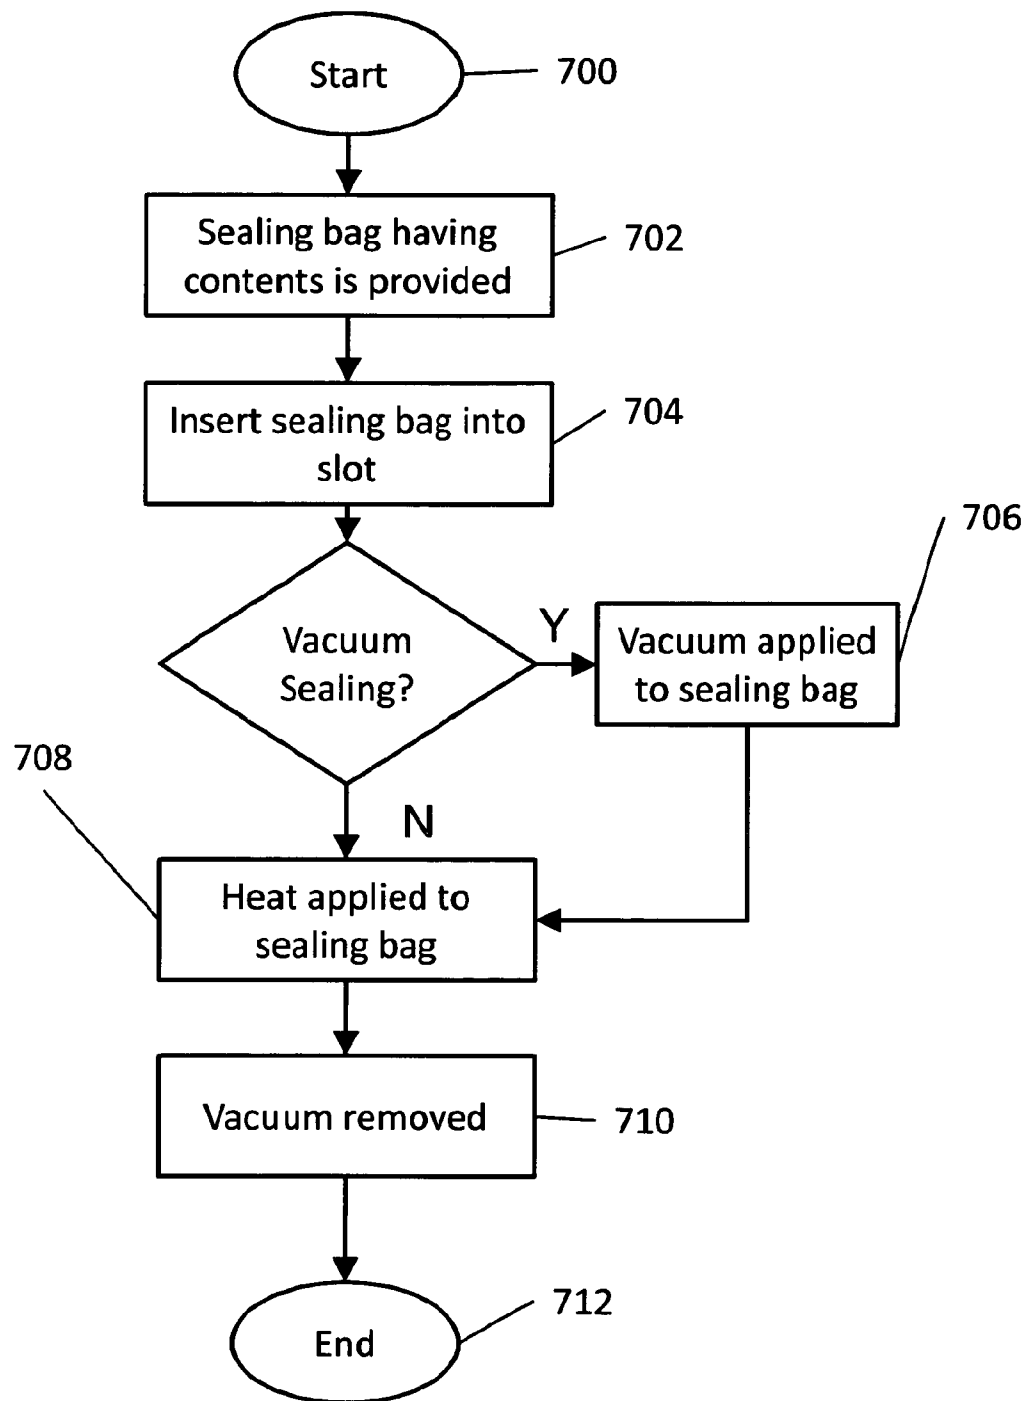 Start
700
Sealing bag having
contents is provided
702
Insert sealing bag into
slot
704
706
Vacuum
Sealing?
Y
Vacuum applied
to sealing bag
708
N
Heat applied to
sealing bag
Vacuum removed
710
End
712